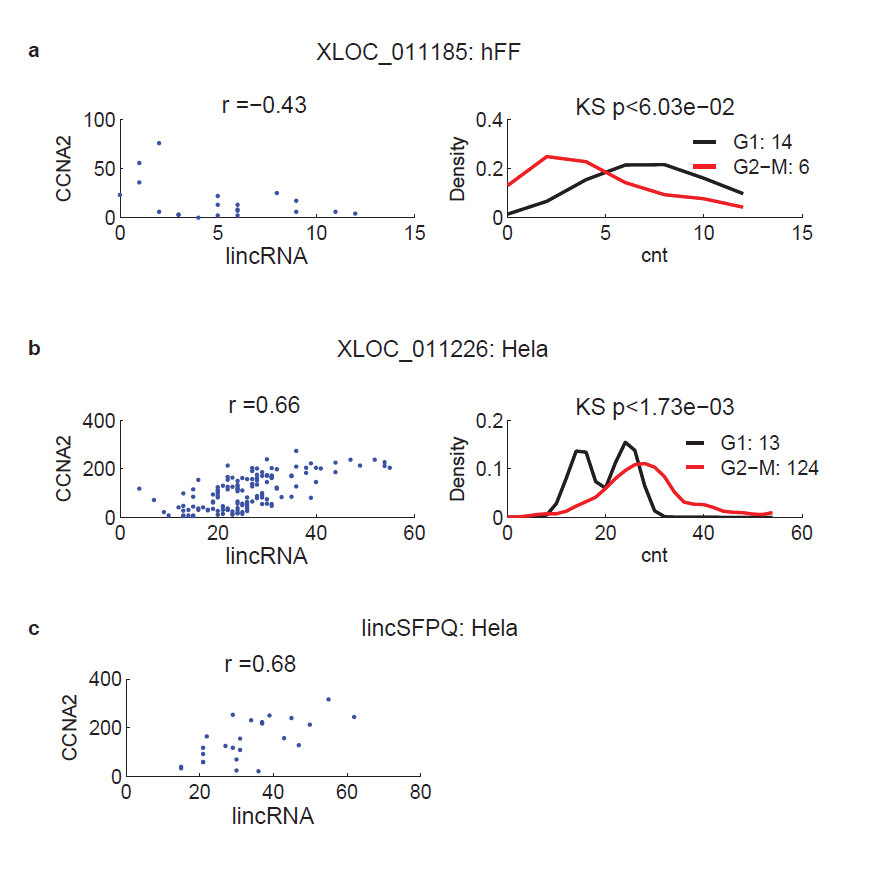 a
XLOC_011185: hFF
r =−0.43
CCNA2
100
50
0
0 5 10 15
lincRNA
KS p<6.03e−02
Density
0.4
0.2
0
G1: 14
G2−M: 6
0 5 10 15
cnt
b
XLOC_011226: Hela
r =0.66
CCNA2
400
200
0
0 20 40 60
lincRNA
KS p<1.73e−03
Density
0.2
0.1
0
G1: 13
G2−M: 124
0 20 40 60
cnt
c
lincSFPQ: Hela
r =0.68
CCNA2
400
200
0
0 20 40 60 80
lincRNA